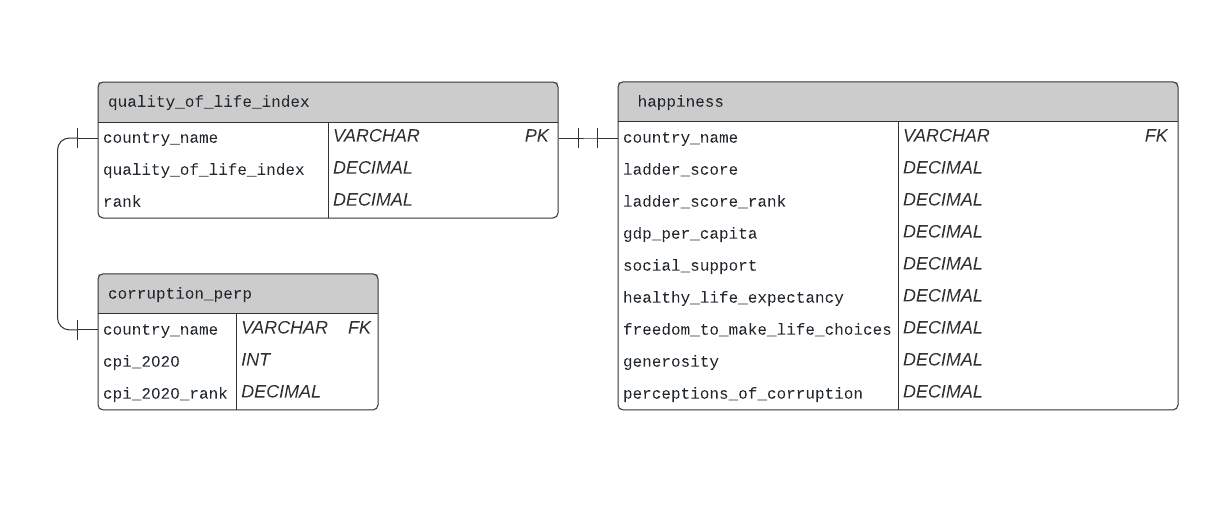 quality_of_life_index
country_name VARCHAR PK
quality_of_life_index DECIMAL
rank DECIMAL
happiness
country_name VARCHAR FK
ladder_score DECIMAL
ladder_score_rank DECIMAL
gdp_per_capita DECIMAL
social_support DECIMAL
healthy_life_expectancy DECIMAL
freedom_to_make_life_choices DECIMAL
generosity DECIMAL
perceptions_of_corruption DECIMAL
corruption_perp
country_name VARCHAR FK
cpi_2020 INT
cpi_2020_rank DECIMAL